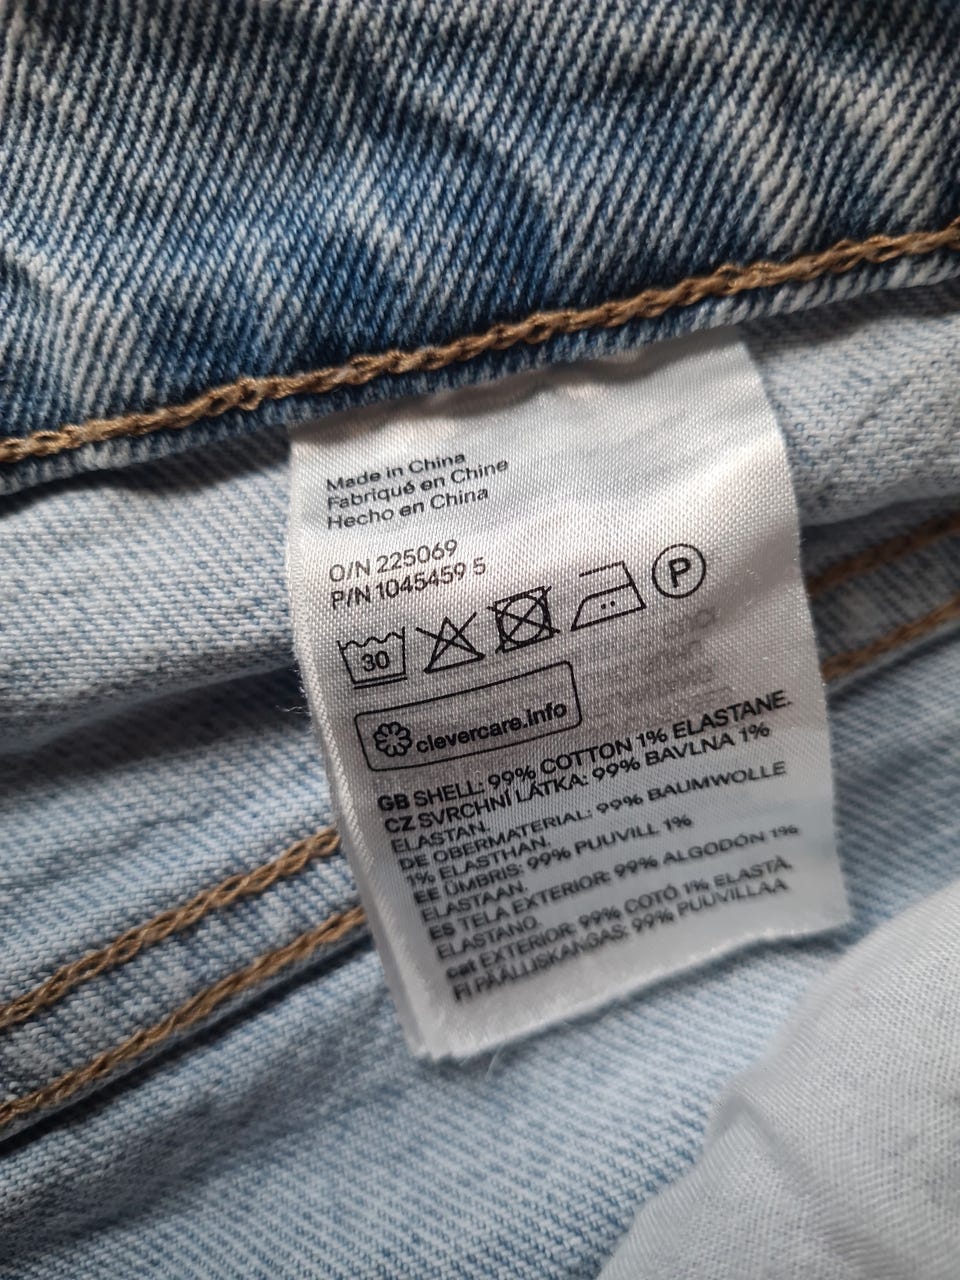 Made in China
Fabriqué en Chine
Hecho en China
O/N 225069
P/N 1045459 5
30
P
clevercare.info
GB SHELL: 99% COTTON 1% ELASTANE.
CZ SVRCHNÍ LÁTKA: 99% BAVLNA 1%
ELASTAN.
DE OBERMATERIAL: 99% BAUMWOLLE
1% ELASTHAN.
EE ÜMBRIS: 99% PUUVILL 1%
ELASTAAN.
ES TELA EXTERIOR: 99% ALGODÓN 1%
ELASTANO.
cat EXTERIOR: 99% COTÓ 1% ELASTÀ
FI PÄÄLLISKANGAS: 99% PUUVILLAA